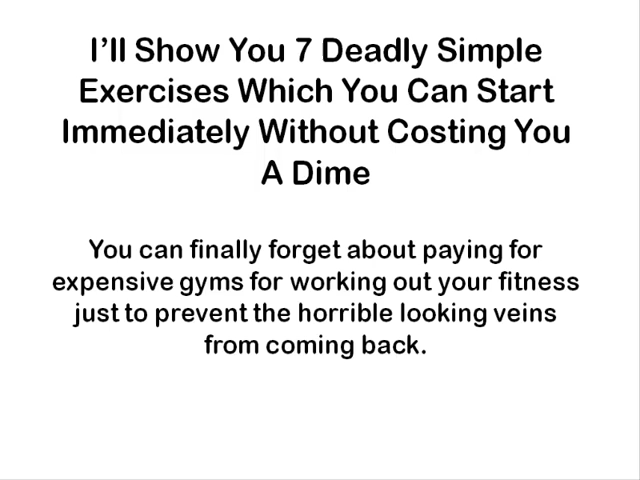 I’ll Show You 7 Deadly Simple
Exercises Which You Can Start
Immediately Without Costing You
A Dime
You can finally forget about paying for
expensive gyms for working out your fitness
just to prevent the horrible looking veins
from coming back.